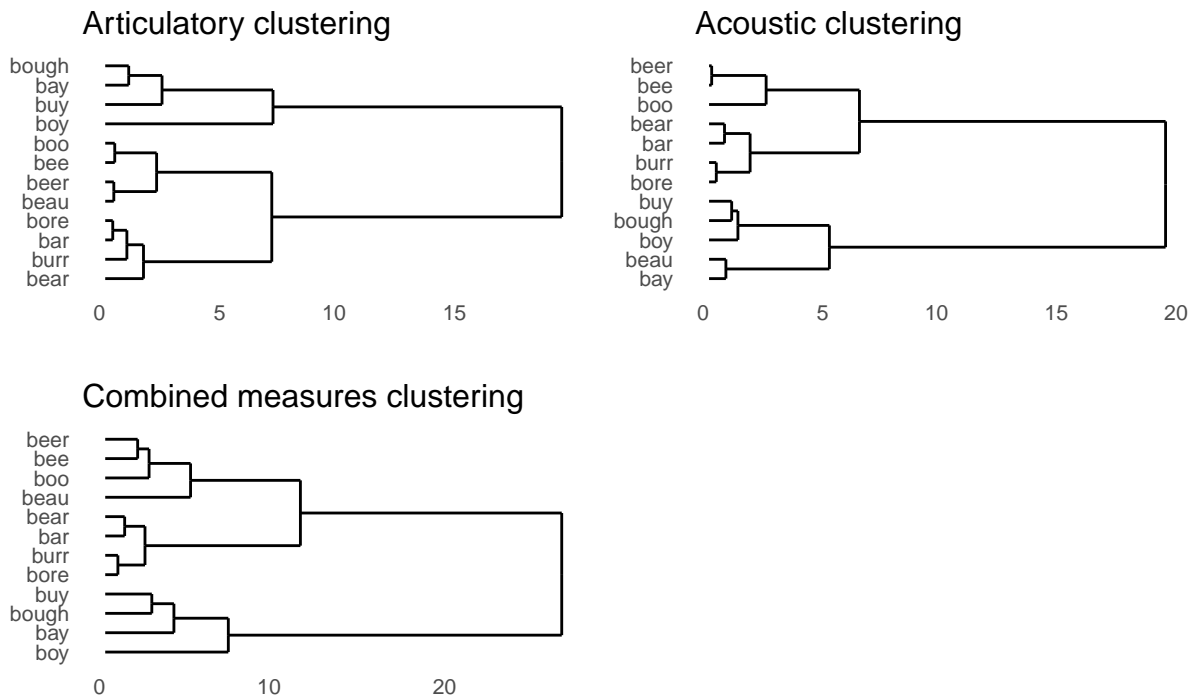 Articulatory clustering
bough
bay
buy
boy
boo
bee
beer
beau
bore
bar
burr
bear
0 5 10 15
Acoustic clustering
beer
bee
boo
bear
bar
burr
bore
buy
bough
boy
beau
bay
0 5 10 15 20
Combined measures clustering
beer
bee
boo
beau
bear
bar
burr
bore
buy
bough
bay
boy
0 10 20